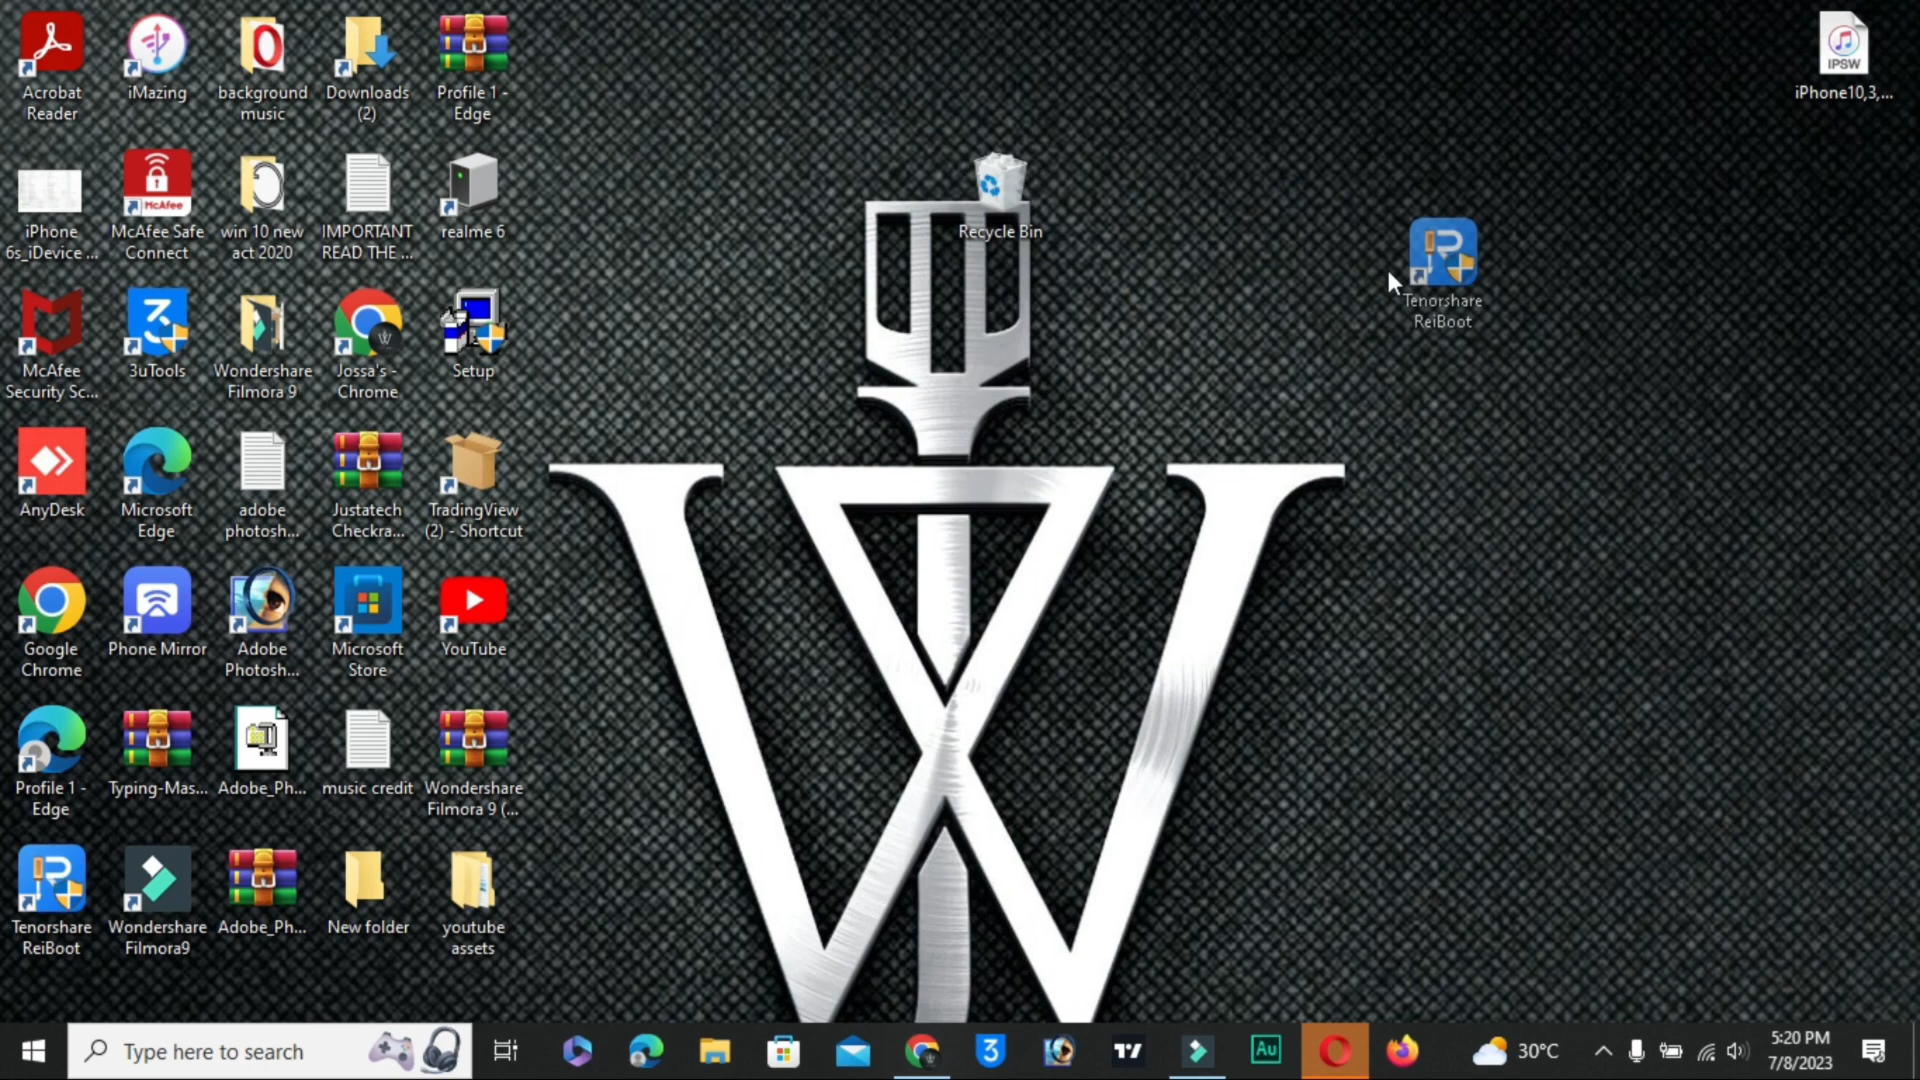 Acrobat
Reader
iMazing
background
music
Downloads
(2)
Profile 1 -
Edge
IPSW
iPhone10,3,...
iPhone
6s_iDevice ...
McAfee
McAfee Safe
Connect
win 10 new
act 2020
IMPORTANT
READ THE ...
realme 6
Recycle Bin
Tenorshare
ReiBoot
McAfee
Security Sc...
3uTools
Wondershare
Filmora 9
Jossa's -
Chrome
Setup
AnyDesk
Microsoft
Edge
adobe
photosh...
Justatech
Checkra...
TradingView
(2) - Shortcut
Google
Chrome
Phone Mirror
Adobe
Photosh...
Microsoft
Store
YouTube
Profile 1 -
Edge
Typing-Mas...
Adobe_Ph...
music credit
Wondershare
Filmora 9 (...
Tenorshare
ReiBoot
Wondershare
Filmora9
Adobe_Ph...
New folder
youtube
assets
Type here to search
Au
30°C
5:20 PM
7/8/2023